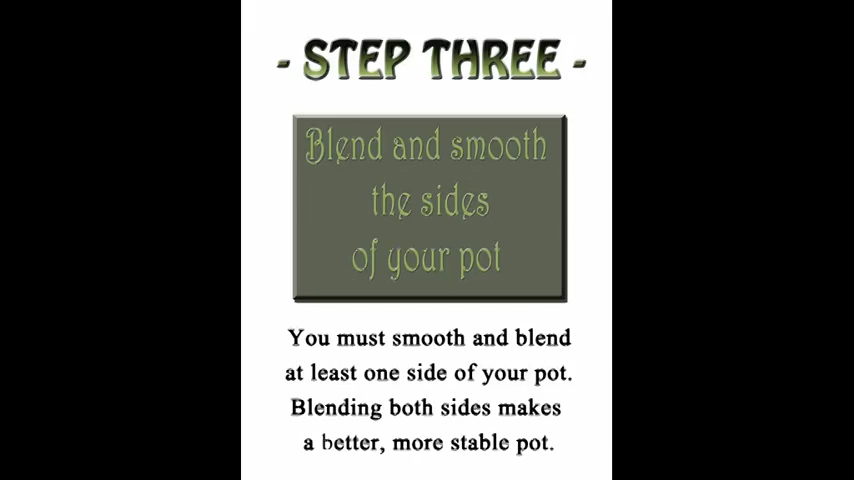 - STEP THREE -
Blend and smooth
the sides
of your pot
You must smooth and blend
at least one side of your pot.
Blending both sides makes
a better, more stable pot.